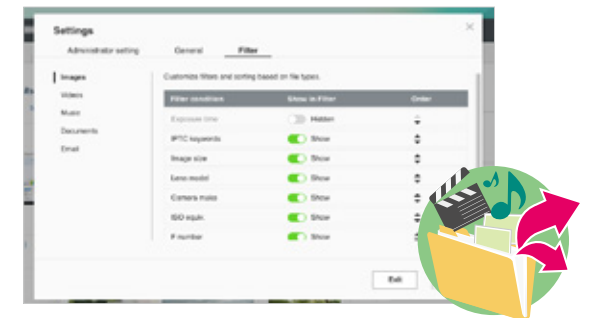 Settings
Administrator setting General Filter
Images
Videos
Music
Documents
Email
Customize filters and sorting based on file types.
Filter condition Show in Filter Order
Exposure time Hidden
IPTC keywords Show
Image size Show
Lens model Show
Camera make Show
ISO equiv. Show
F number Show
Exit